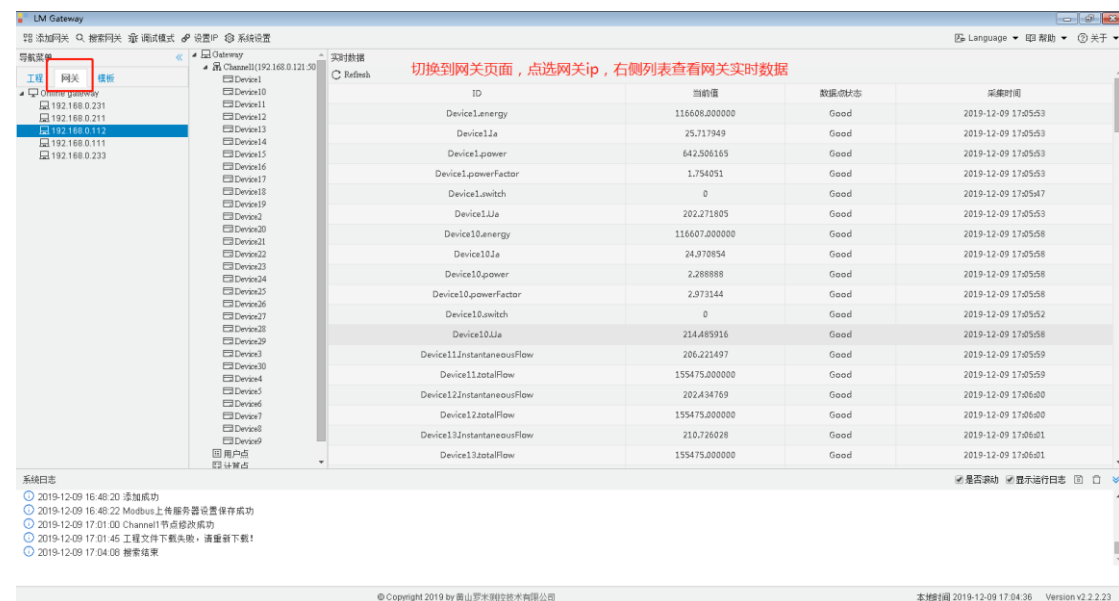 LM Gateway
添加网关 搜索网关 调试模式 设置IP 系统设置 Language 帮助 关于
导航菜单
工程 网关 模板
Online gateway
192.168.0.231
192.168.0.211
192.168.0.112
192.168.0.111
192.168.0.233
Gateway
Channel1(192.168.0.121:50
Device1
Device10
Device11
Device12
Device13
Device14
Device15
Device16
Device17
Device18
Device19
Device2
Device20
Device21
Device22
Device23
Device24
Device25
Device26
Device27
Device28
Device29
Device3
Device30
Device4
Device5
Device6
Device7
Device8
Device9
用户点
计算点
实时数据
Refresh
切换到网关页面，点选网关ip，右侧列表查看网关实时数据
ID 当前值 数据点状态 采集时间
Device1.energy 116608.000000 Good 2019-12-09 17:05:53
Device1.Ia 25.717949 Good 2019-12-09 17:05:53
Device1.power 642.506165 Good 2019-12-09 17:05:53
Device1.powerFactor 1.754051 Good 2019-12-09 17:05:53
Device1.switch 0 Good 2019-12-09 17:05:47
Device1.Ua 202.271805 Good 2019-12-09 17:05:53
Device10.energy 116607.000000 Good 2019-12-09 17:05:58
Device10.Ia 24.970854 Good 2019-12-09 17:05:58
Device10.power 2.288888 Good 2019-12-09 17:05:58
Device10.powerFactor 2.973144 Good 2019-12-09 17:05:58
Device10.switch 0 Good 2019-12-09 17:05:52
Device10.Ua 214.485916 Good 2019-12-09 17:05:58
Device11.InstantaneousFlow 206.221497 Good 2019-12-09 17:05:59
Device11.totalFlow 155475.000000 Good 2019-12-09 17:05:59
Device12.InstantaneousFlow 202.434769 Good 2019-12-09 17:06:00
Device12.totalFlow 155475.000000 Good 2019-12-09 17:06:00
Device13.InstantaneousFlow 210.726028 Good 2019-12-09 17:06:01
Device13.totalFlow 155475.000000 Good 2019-12-09 17:06:01
系统日志 是否滚动 显示运行日志
2019-12-09 16:48:20 添加成功
2019-12-09 16:48:22 Modbus上传服务器设置保存成功
2019-12-09 17:01:00 Channel1节点修改成功
2019-12-09 17:01:45 工程文件下载失败，请重新下载！
2019-12-09 17:04:08 搜索结束
© Copyright 2019 by 黄山罗米测控技术有限公司 本地时间 2019-12-09 17:04:36 Version v2.2.2.23